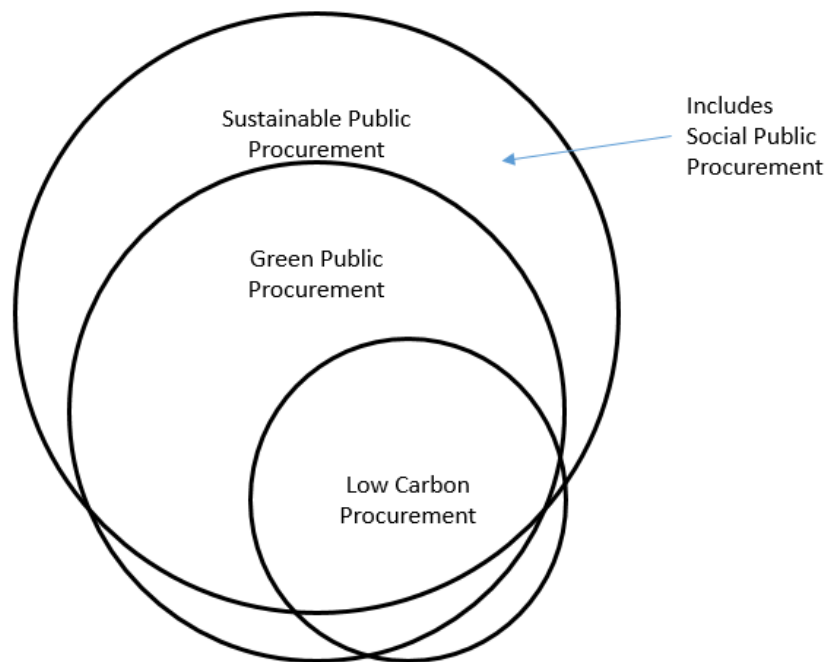 Sustainable Public
Procurement
Includes
Social Public
Procurement
Green Public
Procurement
Low Carbon
Procurement